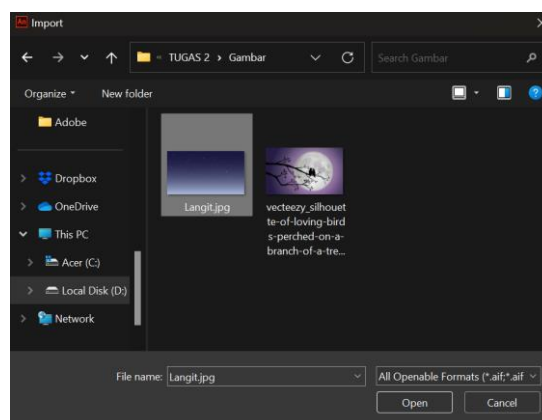 An Import
TUGAS 2 › Gambar
Search Gambar
Organize
New folder
Adobe
Dropbox
OneDrive
This PC
Acer (C:)
Local Disk (D:)
Network
Langit.jpg
vecteezy_silhouet
te-of-loving-bird
s-perched-on-a-
branch-of-a-tre...
File name: Langit.jpg
All Openable Formats (*.aif;*.aif
Open
Cancel